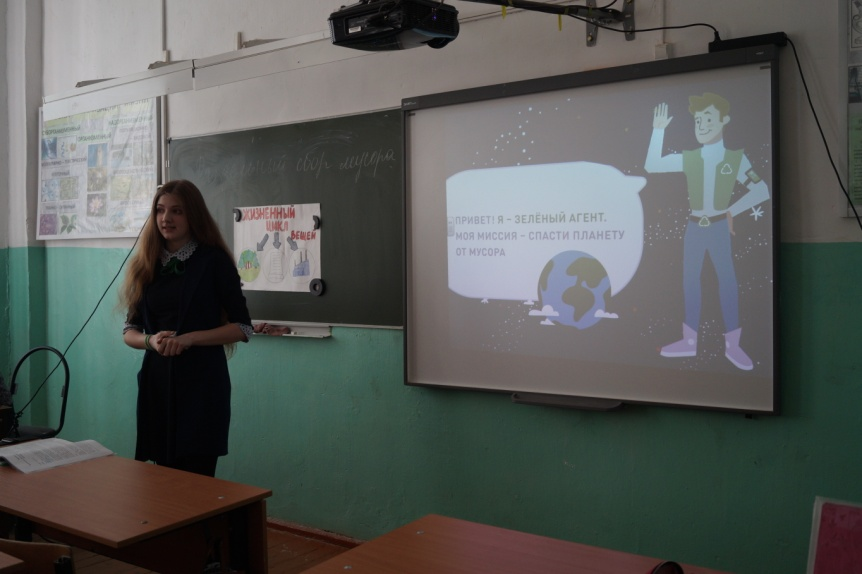 сбор мусора
ЖИЗНЕННЫЙ
ЦИКЛ
ВЕЩЕЙ
ПРИВЕТ! Я – ЗЕЛЁНЫЙ АГЕНТ.
МОЯ МИССИЯ – СПАСТИ ПЛАНЕТУ
ОТ МУСОРА